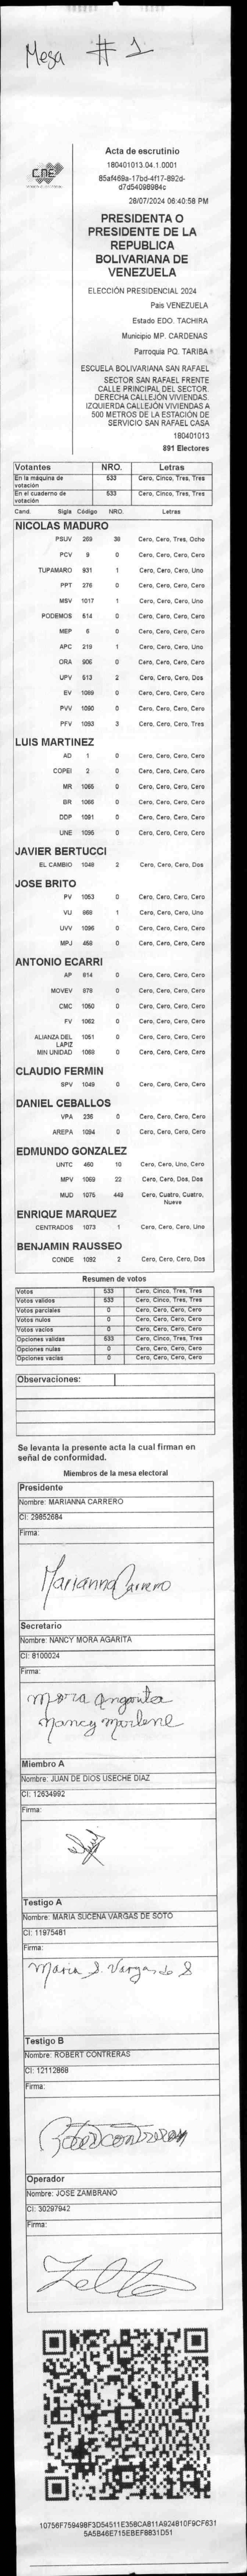 Mesa # 1
CNE
Acta de escrutinio
180401013.04.1.0001
85af469a-17bd-4f17-892d-
d7d54098984c
28/07/2024 06:40:58 PM
PRESIDENTA O
PRESIDENTE DE LA
REPUBLICA
BOLIVARIANA DE
VENEZUELA
ELECCIÓN PRESIDENCIAL 2024
Pais VENEZUELA
Estado EDO. TACHIRA
Municipio MP. CARDENAS
Parroquia PQ. TARIBA
ESCUELA BOLIVARIANA SAN RAFAEL
SECTOR SAN RAFAEL FRENTE
CALLE PRINCIPAL DEL SECTOR.
DERECHA CALLEJÓN VIVIENDAS.
IZQUIERDA CALLEJÓN VIVIENDAS A
500 METROS DE LA ESTACIÓN DE
SERVICIO SAN RAFAEL CASA
180401013
891 Electores
Votantes NRO. Letras
En la máquina de votación 533 Cero, Cinco, Tres, Tres
En el cuaderno de votación 533 Cero, Cinco, Tres, Tres
Cand. Sigla Código NRO. Letras
NICOLAS MADURO
PSUV 259 38 Cero, Cero, Tres, Ocho
PCV 9 0 Cero, Cero, Cero, Cero
TUPAMARO 931 1 Cero, Cero, Cero, Uno
PPT 276 0 Cero, Cero, Cero, Cero
MSV 1017 1 Cero, Cero, Cero, Uno
PODEMOS 514 0 Cero, Cero, Cero, Cero
MEP 6 0 Cero, Cero, Cero, Cero
APC 219 1 Cero, Cero, Cero, Uno
ORA 906 0 Cero, Cero, Cero, Cero
UPV 513 2 Cero, Cero, Cero, Dos
EV 1089 0 Cero, Cero, Cero, Cero
PVV 1090 0 Cero, Cero, Cero, Cero
PFV 1093 3 Cero, Cero, Cero, Tres
LUIS MARTINEZ
AD 1 0 Cero, Cero, Cero, Cero
COPEI 2 0 Cero, Cero, Cero, Cero
MR 1065 0 Cero, Cero, Cero, Cero
BR 1066 0 Cero, Cero, Cero, Cero
DDP 1091 0 Cero, Cero, Cero, Cero
UNE 1095 0 Cero, Cero, Cero, Cero
JAVIER BERTUCCI
EL CAMBIO 1048 2 Cero, Cero, Cero, Dos
JOSE BRITO
PV 1053 0 Cero, Cero, Cero, Cero
VU 868 1 Cero, Cero, Cero, Uno
UVV 1096 0 Cero, Cero, Cero, Cero
MPJ 458 0 Cero, Cero, Cero, Cero
ANTONIO ECARRI
AP 814 0 Cero, Cero, Cero, Cero
MOVEV 878 0 Cero, Cero, Cero, Cero
CMC 1050 0 Cero, Cero, Cero, Cero
FV 1062 0 Cero, Cero, Cero, Cero
ALIANZA DEL LAPIZ 1051 0 Cero, Cero, Cero, Cero
MIN UNIDAD 1068 0 Cero, Cero, Cero, Cero
CLAUDIO FERMIN
SPV 1049 0 Cero, Cero, Cero, Cero
DANIEL CEBALLOS
VPA 236 0 Cero, Cero, Cero, Cero
AREPA 1094 0 Cero, Cero, Cero, Cero
EDMUNDO GONZALEZ
UNTC 460 10 Cero, Cero, Uno, Cero
MPV 1069 22 Cero, Cero, Dos, Dos
MUD 1075 449 Cero, Cuatro, Cuatro,
Nueve
ENRIQUE MARQUEZ
CENTRADOS 1073 1 Cero, Cero, Cero, Uno
BENJAMIN RAUSSEO
CONDE 1092 2 Cero, Cero, Cero, Dos
Resumen de votos
Votos 533 Cero, Cinco, Tres, Tres
Votos validos 533 Cero, Cinco, Tres, Tres
Votos parciales 0 Cero, Cero, Cero, Cero
Votos nulos 0 Cero, Cero, Cero, Cero
Votos vacios 0 Cero, Cero, Cero, Cero
Opciones validas 533 Cero, Cinco, Tres, Tres
Opciones nulas 0 Cero, Cero, Cero, Cero
Opciones vacias 0 Cero, Cero, Cero, Cero
Observaciones:
Se levanta la presente acta la cual firman en
señal de conformidad.
Miembros de la mesa electoral
Presidente
Nombre: MARIANNA CARRERO
CI: 29852684
Firma:
Marianna Carrero
Secretario
Nombre: NANCY MORA AGARITA
CI: 8100024
Firma:
Mora Angarita
Nancy Marlene
Miembro A
Nombre: JUAN DE DIOS USECHE DIAZ
CI: 12634992
Firma:
Testigo A
Nombre: MARIA SUCENA VARGAS DE SOTO
CI: 11975481
Firma:
Maria S. Vargas de S
Testigo B
Nombre: ROBERT CONTRERAS
CI: 12112868
Firma:
Operador
Nombre: JOSE ZAMBRANO
CI: 30297942
Firma:
10756F759498F3D54511E358CA811A924810F9CF631
5A5B46E715EBEF8831D51